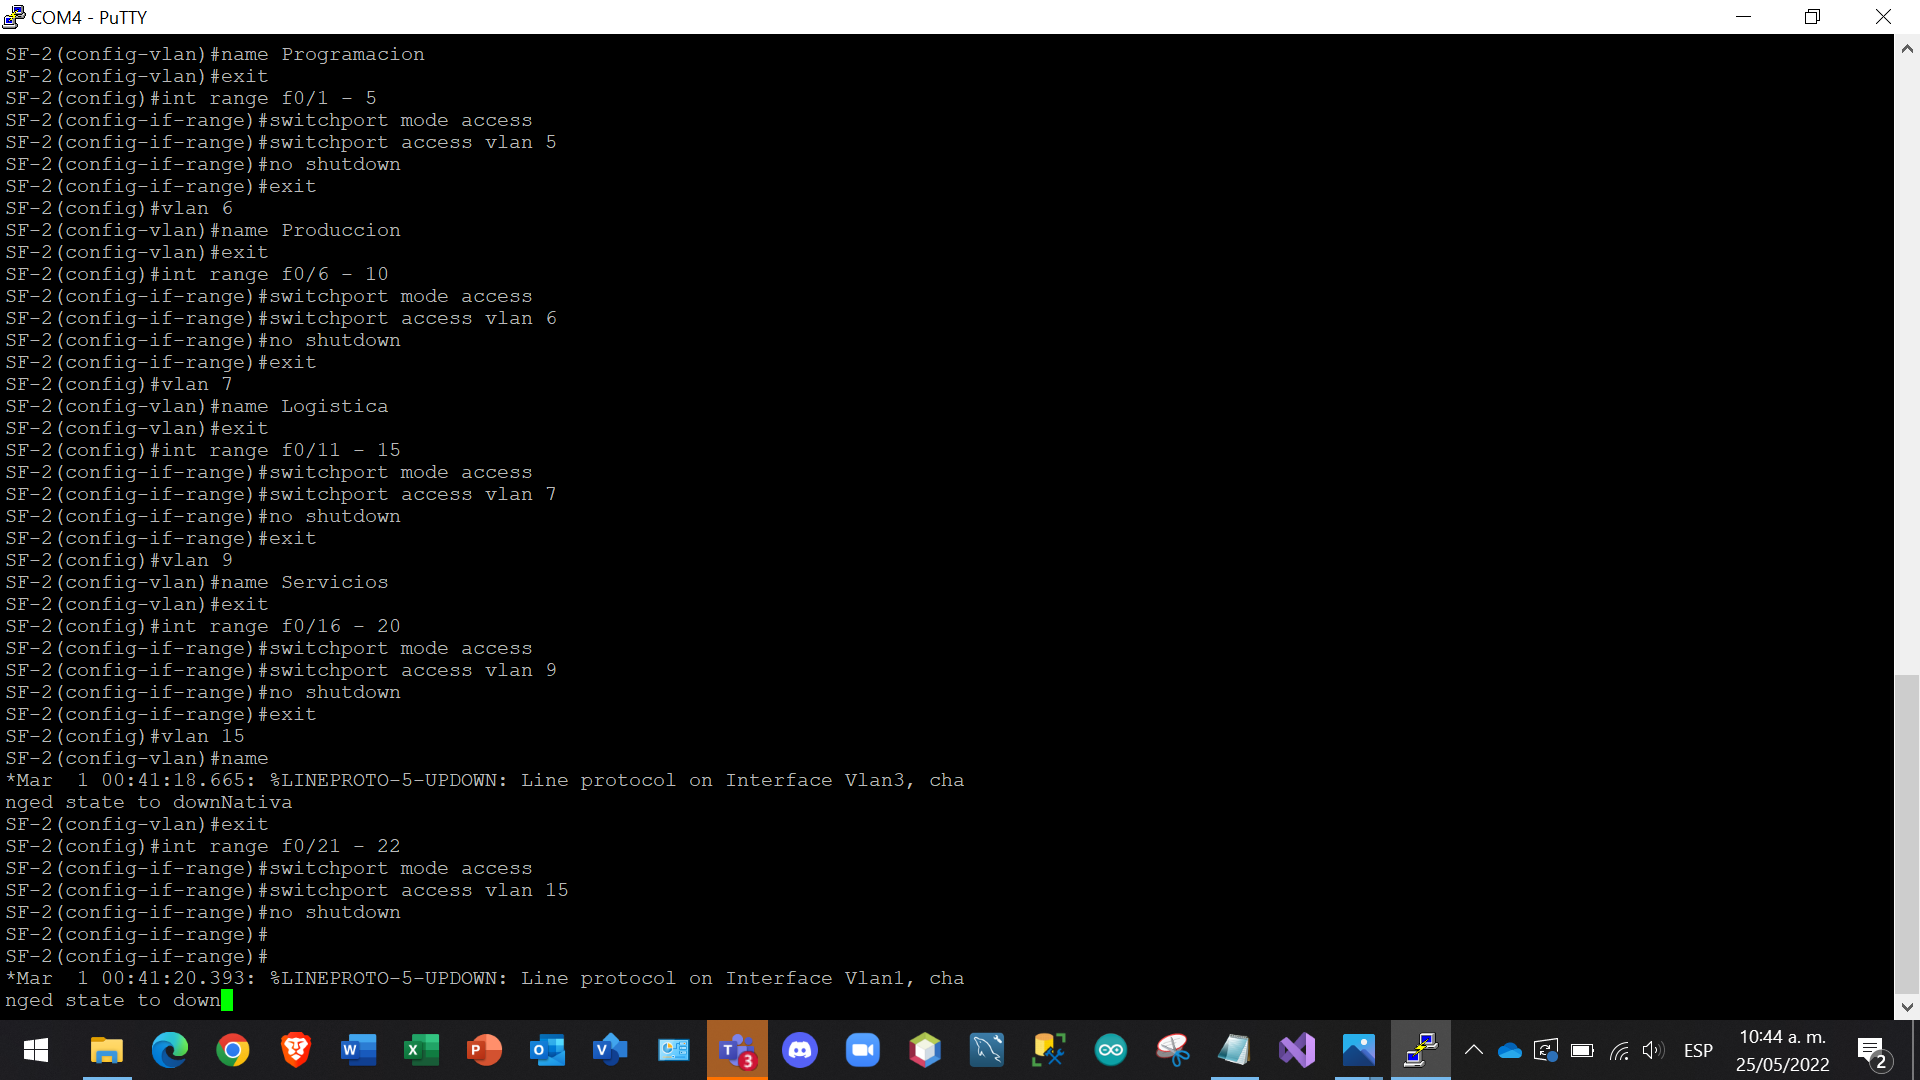 COM4 - PuTTY
SF-2(config-vlan)#name Programacion
SF-2(config-vlan)#exit
SF-2(config)#int range f0/1 - 5
SF-2(config-if-range)#switchport mode access
SF-2(config-if-range)#switchport access vlan 5
SF-2(config-if-range)#no shutdown
SF-2(config-if-range)#exit
SF-2(config)#vlan 6
SF-2(config-vlan)#name Produccion
SF-2(config-vlan)#exit
SF-2(config)#int range f0/6 - 10
SF-2(config-if-range)#switchport mode access
SF-2(config-if-range)#switchport access vlan 6
SF-2(config-if-range)#no shutdown
SF-2(config-if-range)#exit
SF-2(config)#vlan 7
SF-2(config-vlan)#name Logistica
SF-2(config-vlan)#exit
SF-2(config)#int range f0/11 - 15
SF-2(config-if-range)#switchport mode access
SF-2(config-if-range)#switchport access vlan 7
SF-2(config-if-range)#no shutdown
SF-2(config-if-range)#exit
SF-2(config)#vlan 9
SF-2(config-vlan)#name Servicios
SF-2(config-vlan)#exit
SF-2(config)#int range f0/16 - 20
SF-2(config-if-range)#switchport mode access
SF-2(config-if-range)#switchport access vlan 9
SF-2(config-if-range)#no shutdown
SF-2(config-if-range)#exit
SF-2(config)#vlan 15
SF-2(config-vlan)#name
*Mar  1 00:41:18.665: %LINEPROTO-5-UPDOWN: Line protocol on Interface Vlan3, cha
nged state to downNativa
SF-2(config-vlan)#exit
SF-2(config)#int range f0/21 - 22
SF-2(config-if-range)#switchport mode access
SF-2(config-if-range)#switchport access vlan 15
SF-2(config-if-range)#no shutdown
SF-2(config-if-range)#
SF-2(config-if-range)#
*Mar  1 00:41:20.393: %LINEPROTO-5-UPDOWN: Line protocol on Interface Vlan1, cha
nged state to down
W X P O V T 3
ESP
10:44 a. m.
25/05/2022
2